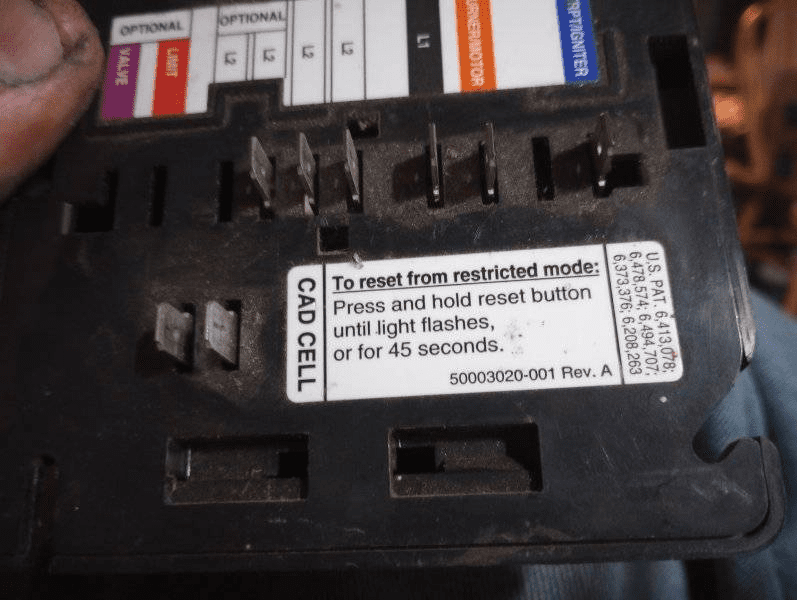 OPTIONAL
OPTIONAL
VALVE
LIMIT
L2
L2
L2
L2
L1
BURNER/MOTOR
/IGNITER
CAD CELL
To reset from restricted mode:
Press and hold reset button
until light flashes,
or for 45 seconds.
50003020-001 Rev. A
U.S. PAT. 6,413,078;
6,478,574; 6,494,707;
6,373,376; 6,208,263